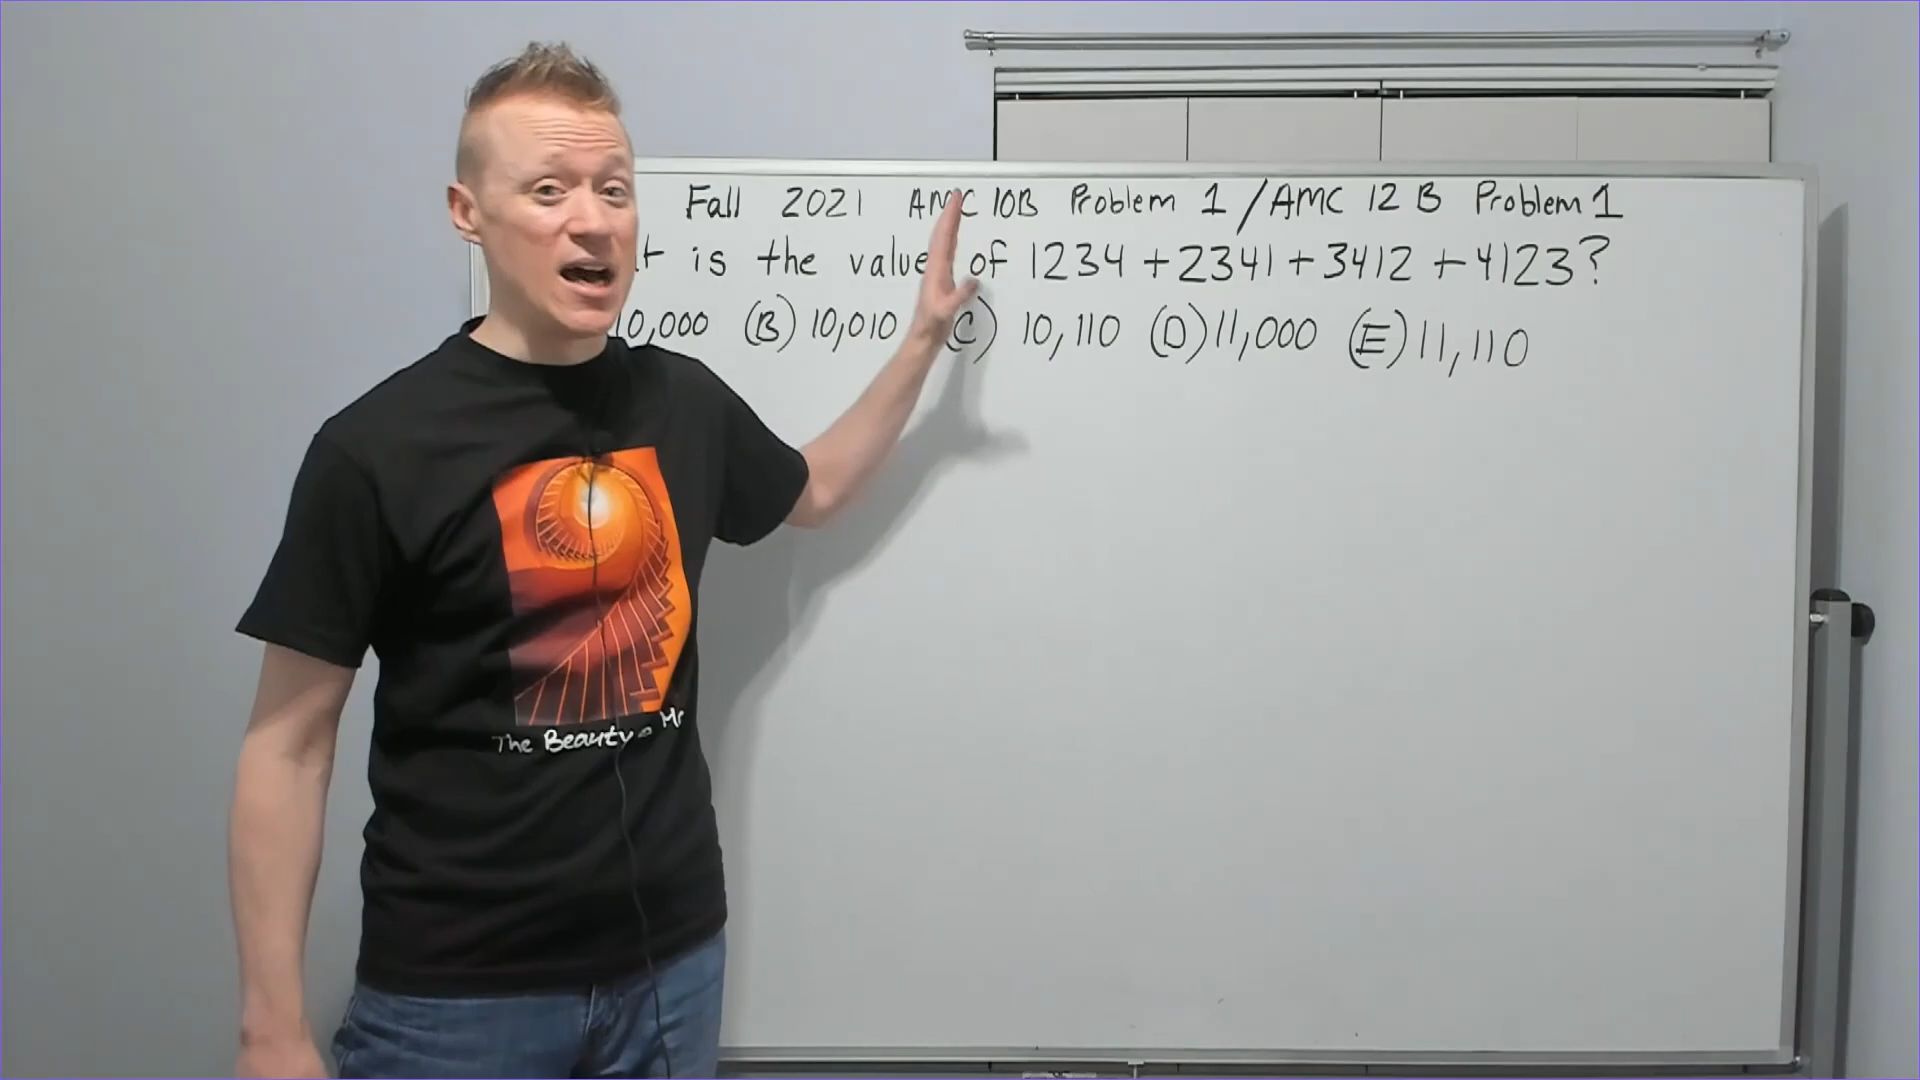 Fall 2021 AMC 10B Problem 1 / AMC 12 B Problem 1
is the value of 1234 + 2341 + 3412 + 4123?
10,000 (B) 10,010 (C) 10,110 (D) 11,000 (E) 11,110
The Beauty